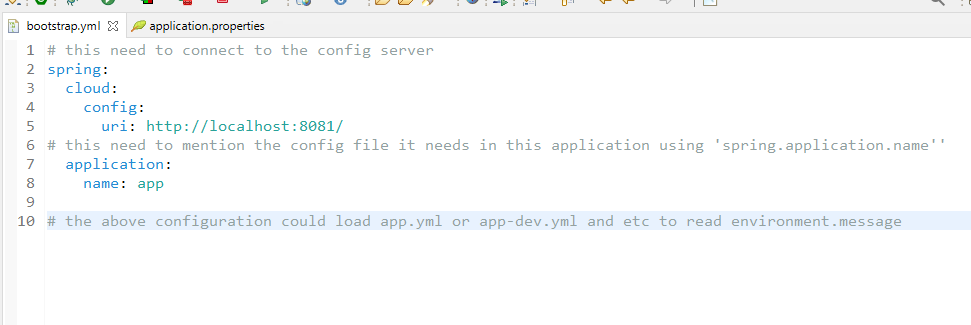 bootstrap.yml application.properties
1 # this need to connect to the config server
2 spring:
3   cloud:
4     config:
5       uri: http://localhost:8081/
6 # this need to mention the config file it needs in this application using 'spring.application.name''
7   application:
8     name: app
9
10 # the above configuration could load app.yml or app-dev.yml and etc to read environment.message